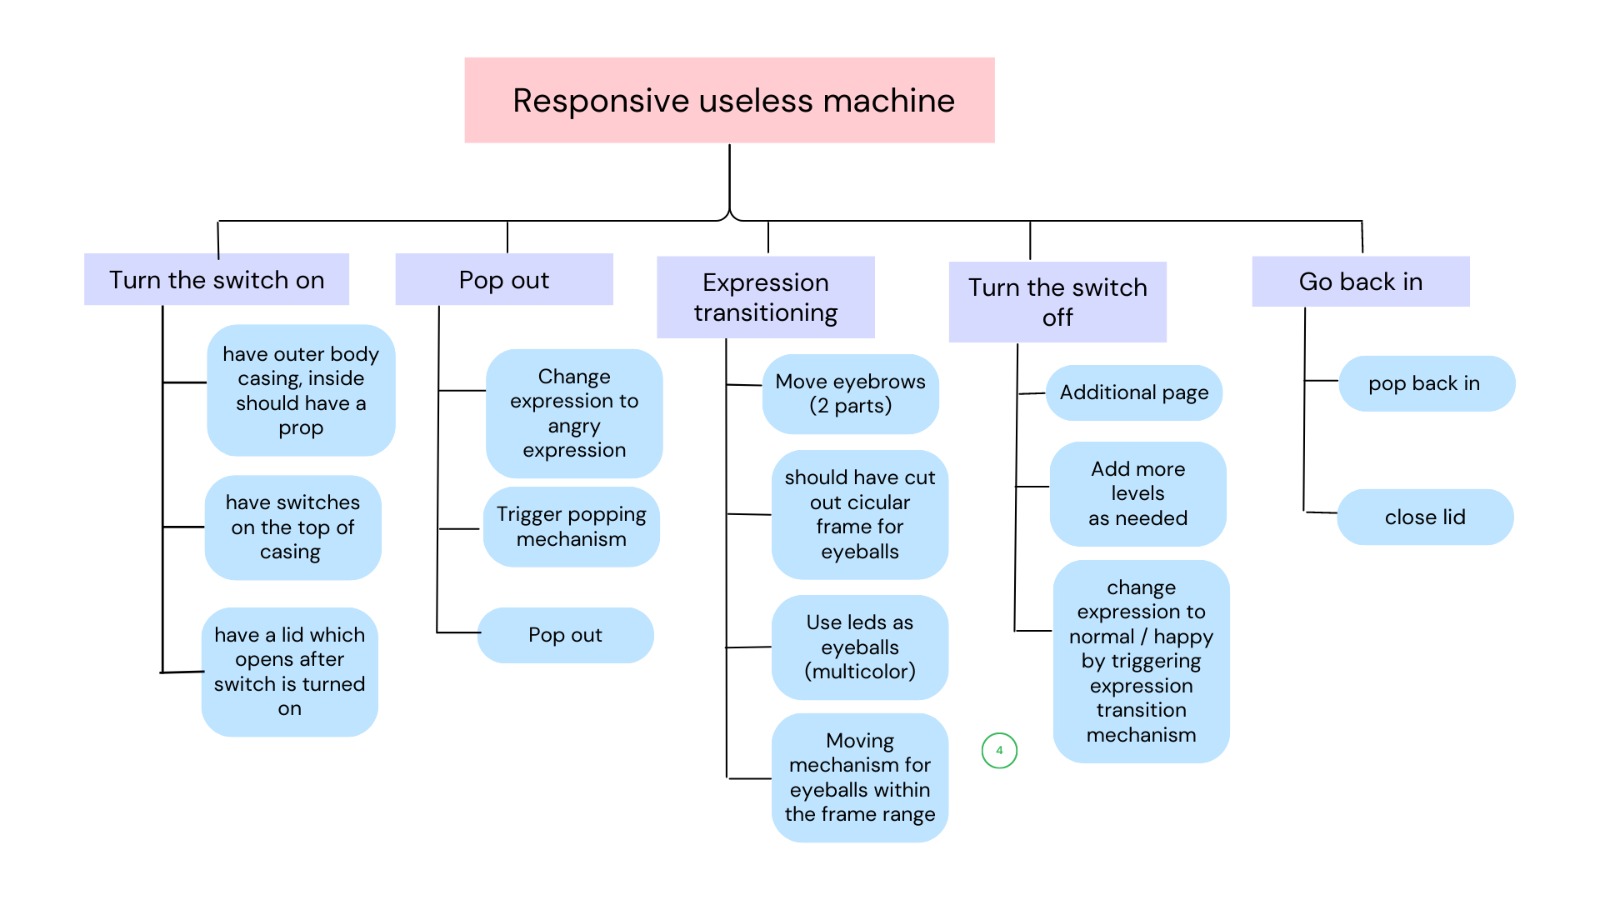 Responsive useless machine
Turn the switch on
have outer body
casing, inside
should have a
prop
have switches
on the top of
casing
have a lid which
opens after
switch is turned
on
Pop out
Change
expression to
angry
expression
Trigger popping
mechanism
Pop out
Expression
transitioning
Move eyebrows
(2 parts)
should have cut
out cicular
frame for
eyeballs
Use leds as
eyeballs
(multicolor)
Moving
mechanism for
eyeballs within
the frame range
4
Turn the switch
off
Additional page
Add more
levels
as needed
change
expression to
normal / happy
by triggering
expression
transition
mechanism
Go back in
pop back in
close lid